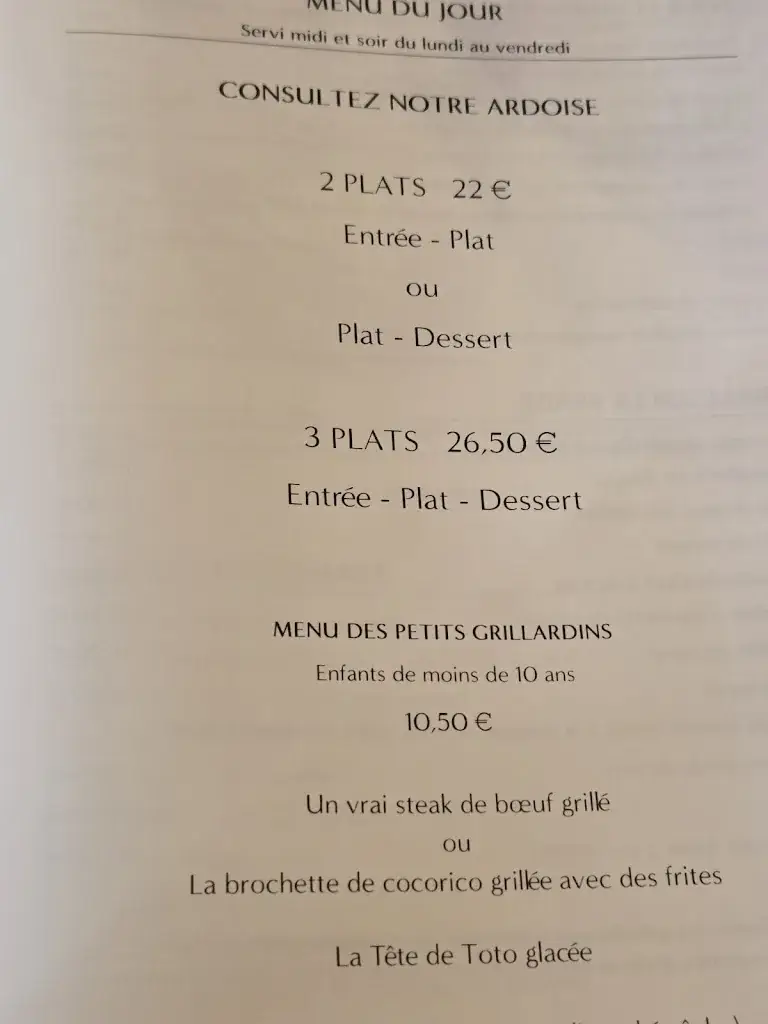 MENU DU JOUR
Servi midi et soir du lundi au vendredi
CONSULTEZ NOTRE ARDOISE
2 PLATS 22 €
Entrée - Plat
ou
Plat - Dessert
3 PLATS 26,50 €
Entrée - Plat - Dessert
MENU DES PETITS GRILLARDINS
Enfants de moins de 10 ans
10,50 €
Un vrai steak de bœuf grillé
ou
La brochette de cocorico grillée avec des frites
La Tête de Toto glacée